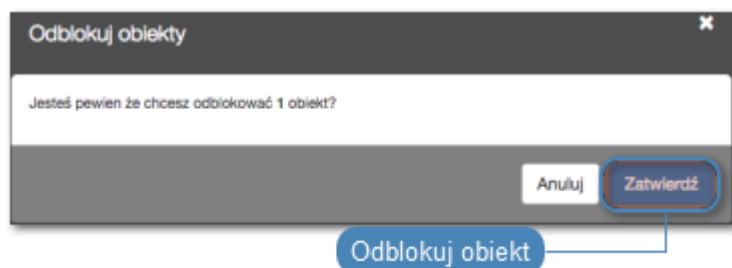 Odblokuj obiekty
Jesteś pewien że chcesz odblokować 1 obiekt?
Anuluj
Zatwierdź
Odblokuj obiekt